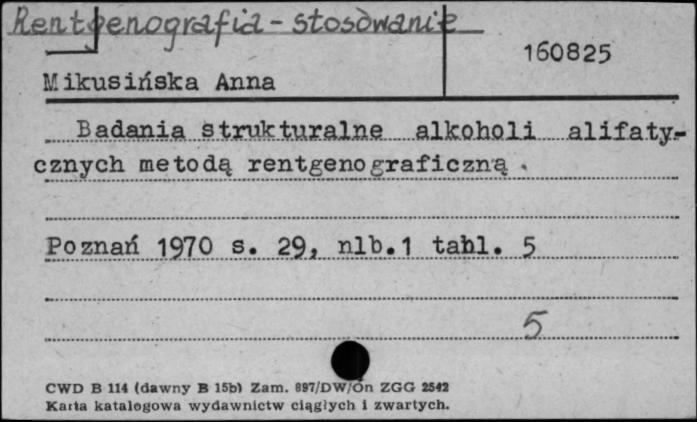 Rentgenografia - stosowanie
160825
Mikusińska Anna
Badania strukturalne alkoholi alifaty-
cznych metodą rentgenograficzną .
Poznań 1970 s. 29, nlb.1 tabl. 5
5
CWD B 114 (dawny B 15b) Zam. 897/DW/On ZGG 2542
Karta katalogowa wydawnictw ciągłych i zwartych.